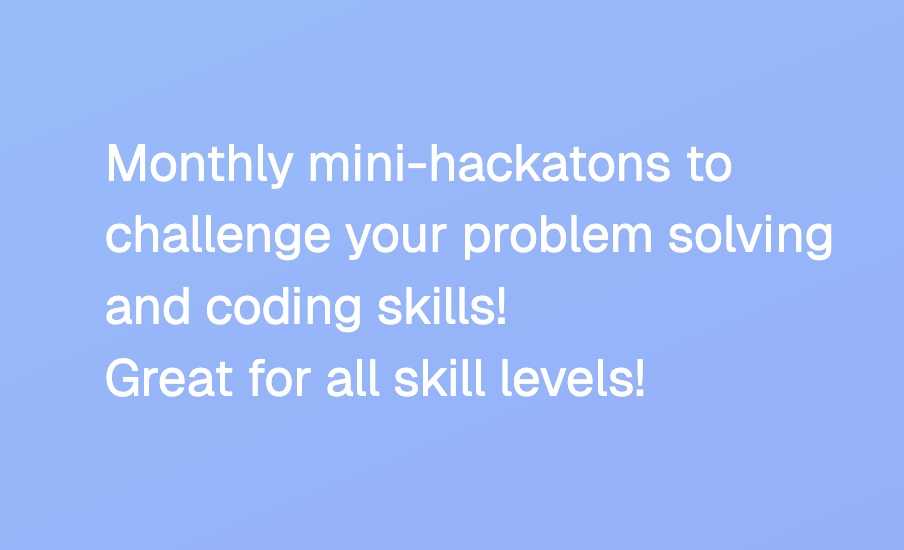 Monthly mini-hackatons to
challenge your problem solving
and coding skills!
Great for all skill levels!